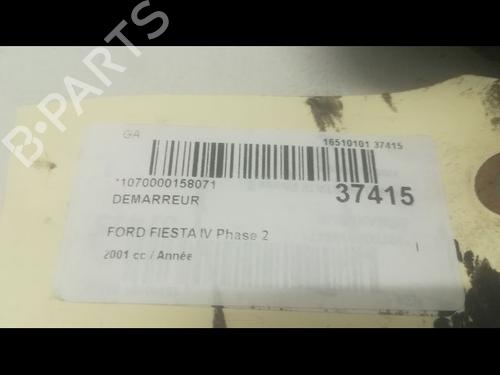 B-PARTS
GA
16510101 37415
*1070000158071
37415
DEMARREUR
FORD FIESTA IV Phase 2
2001 cc / Année